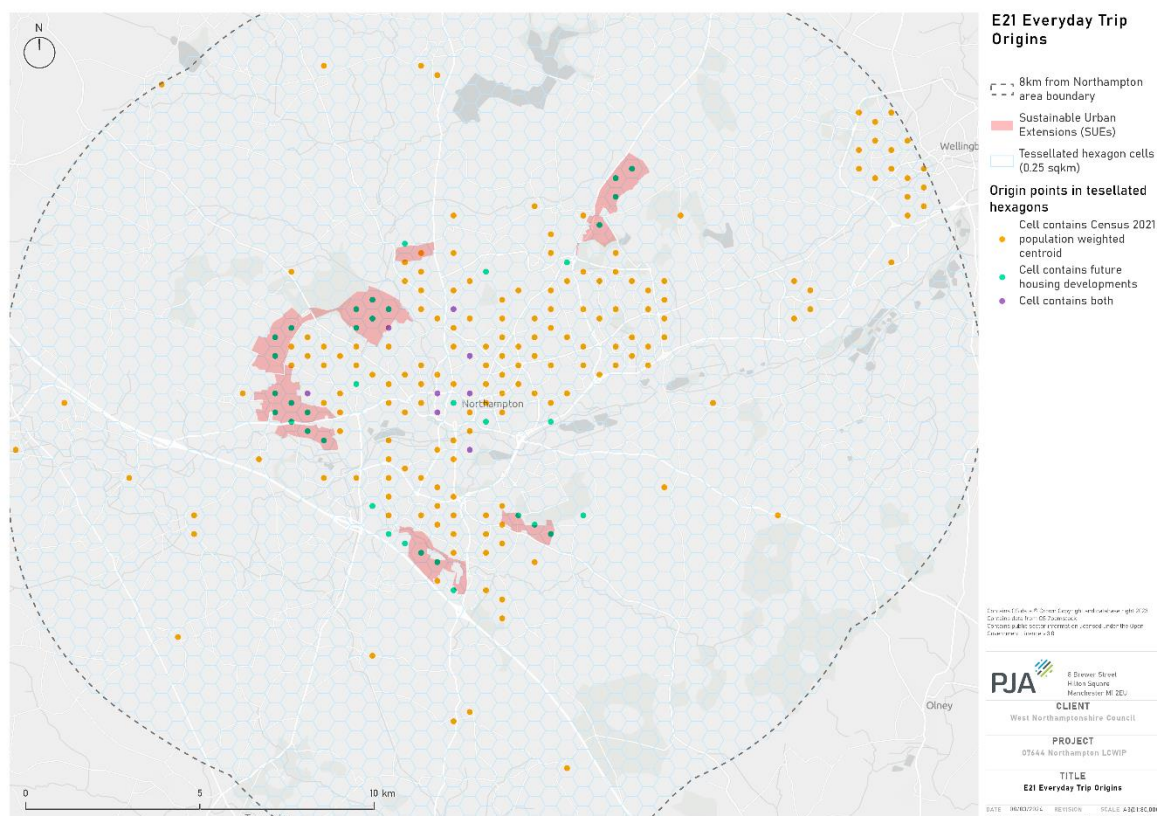 N
Wellingb
Northampton
Olney
0 5 10 km
E21 Everyday Trip
Origins
8km from Northampton
area boundary
Sustainable Urban
Extensions (SUEs)
Tessellated hexagon cells
(0.25 sqkm)
Origin points in tesellated
hexagons
Cell contains Census 2021
population weighted
centroid
Cell contains future
housing developments
Cell contains both
Government
PJA
8 Brewer Street
Hilton Square
Manchester M1 2EU
CLIENT
West Northamptonshire Council
PROJECT
07644 Northampton LCWIP
TITLE
E21 Everyday Trip Origins
DATE REVISION SCALE